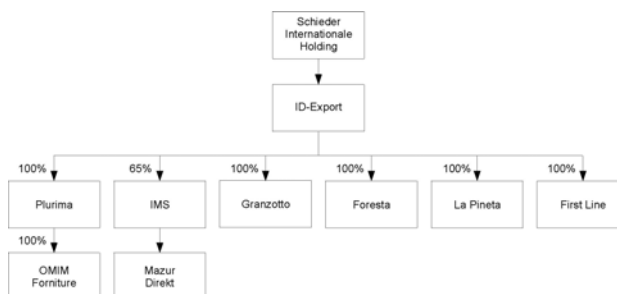 Schieder
Internationale
Holding
ID-Export
100%
65%
100%
100%
100%
100%
Plurima
IMS
Granzotto
Foresta
La Pineta
First Line
100%
OMIM
Forniture
Mazur
Direkt